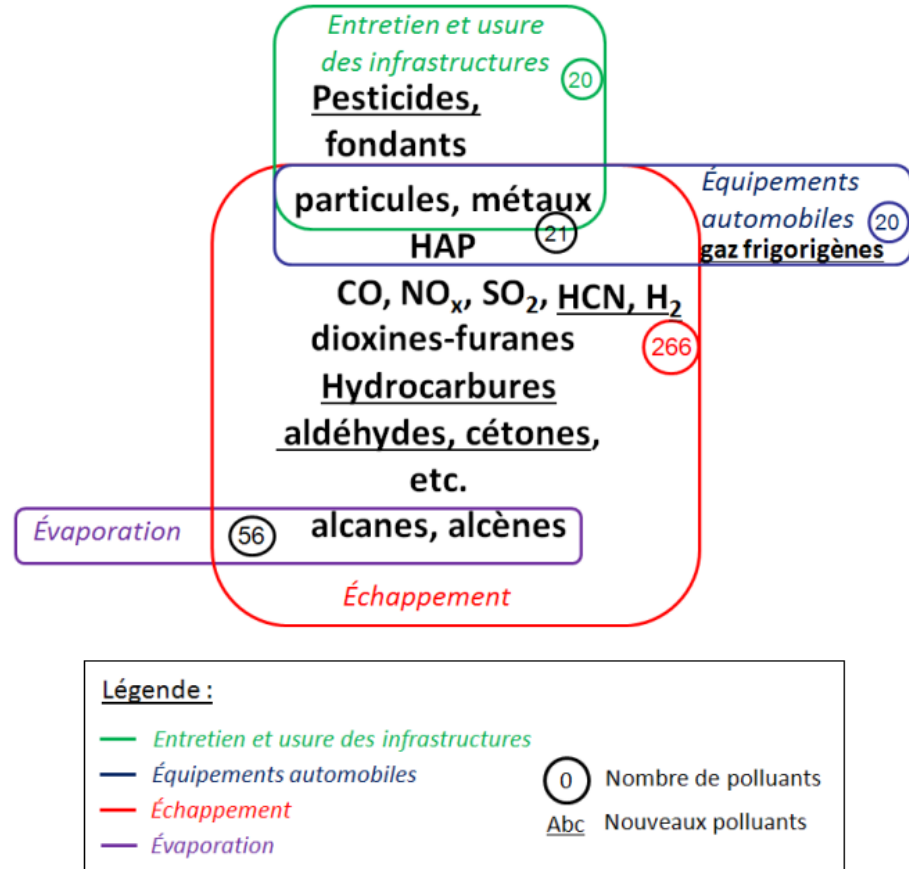 Entretien et usure
des infrastructures
20
Pesticides,
fondants
particules, métaux
21
HAP
Équipements
automobiles
20
gaz frigorigènes
CO, NOₓ, SO₂, HCN, H₂
dioxines-furanes
266
Hydrocarbures
aldéhydes, cétones,
etc.
Évaporation
56
alcanes, alcènes
Échappement
Légende :
Entretien et usure des infrastructures
Équipements automobiles
Échappement
Évaporation
0 Nombre de polluants
Abc Nouveaux polluants